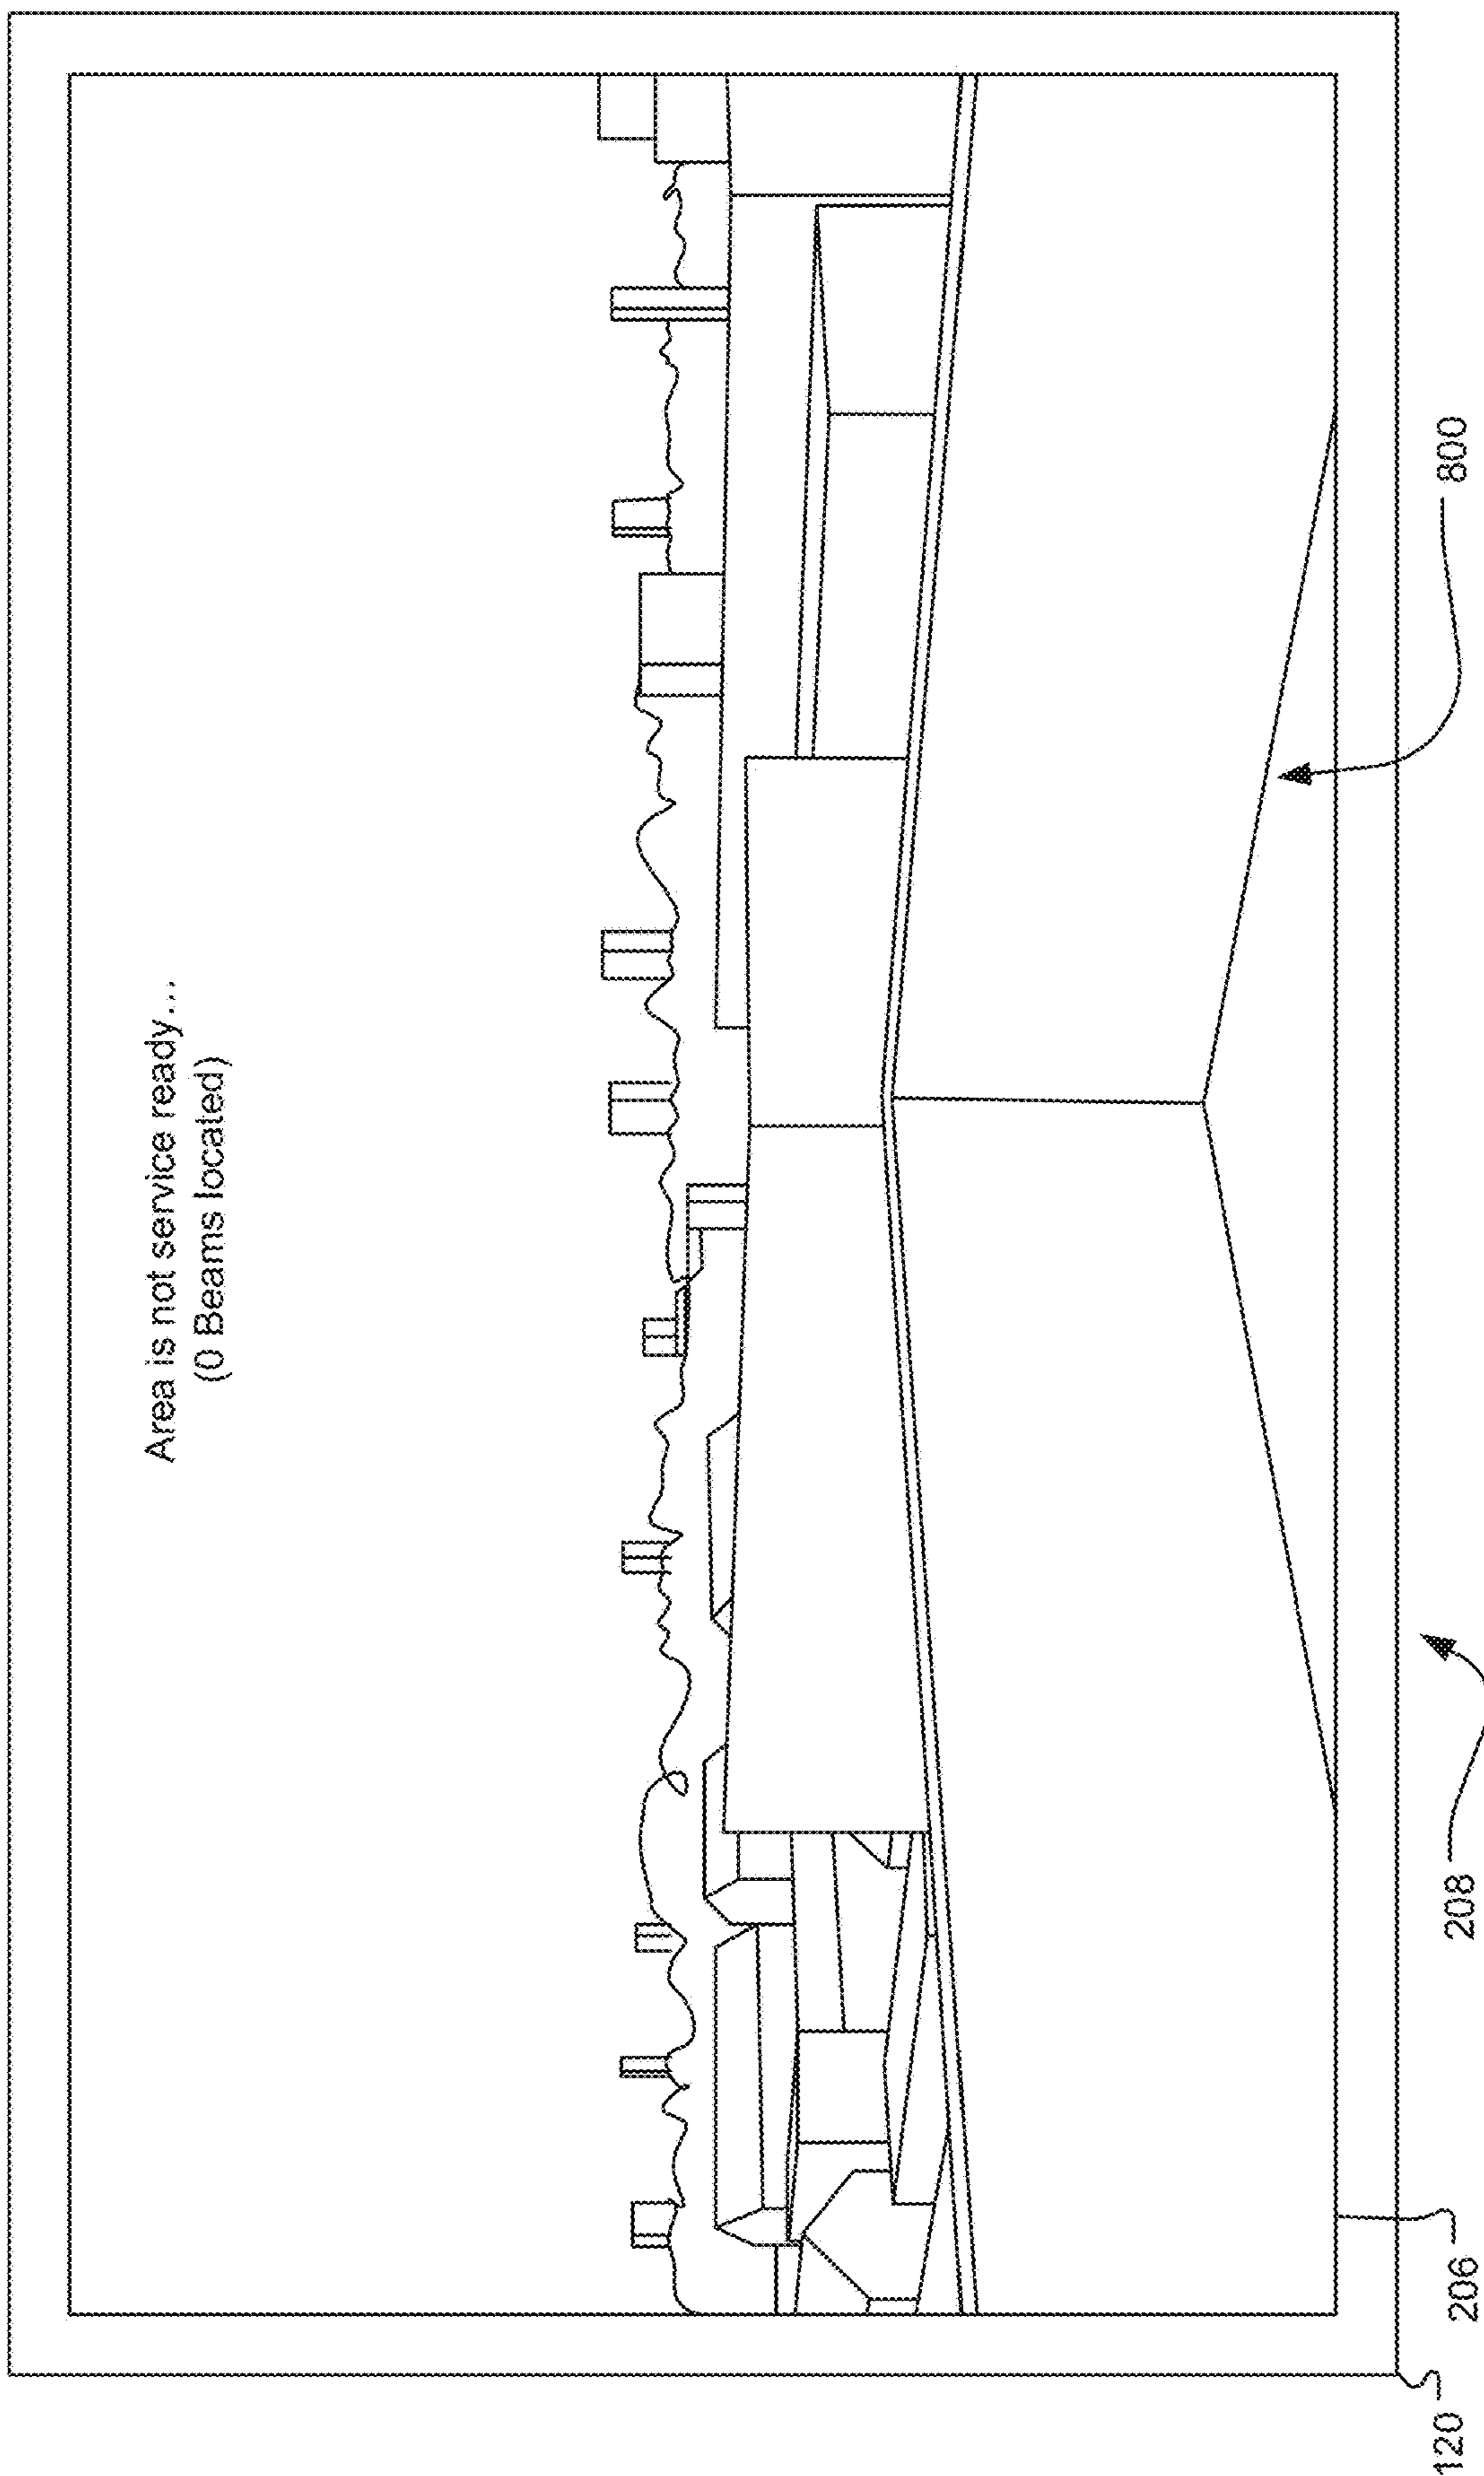 Area is not service ready...
(0 Beams located)
800
208
206
120